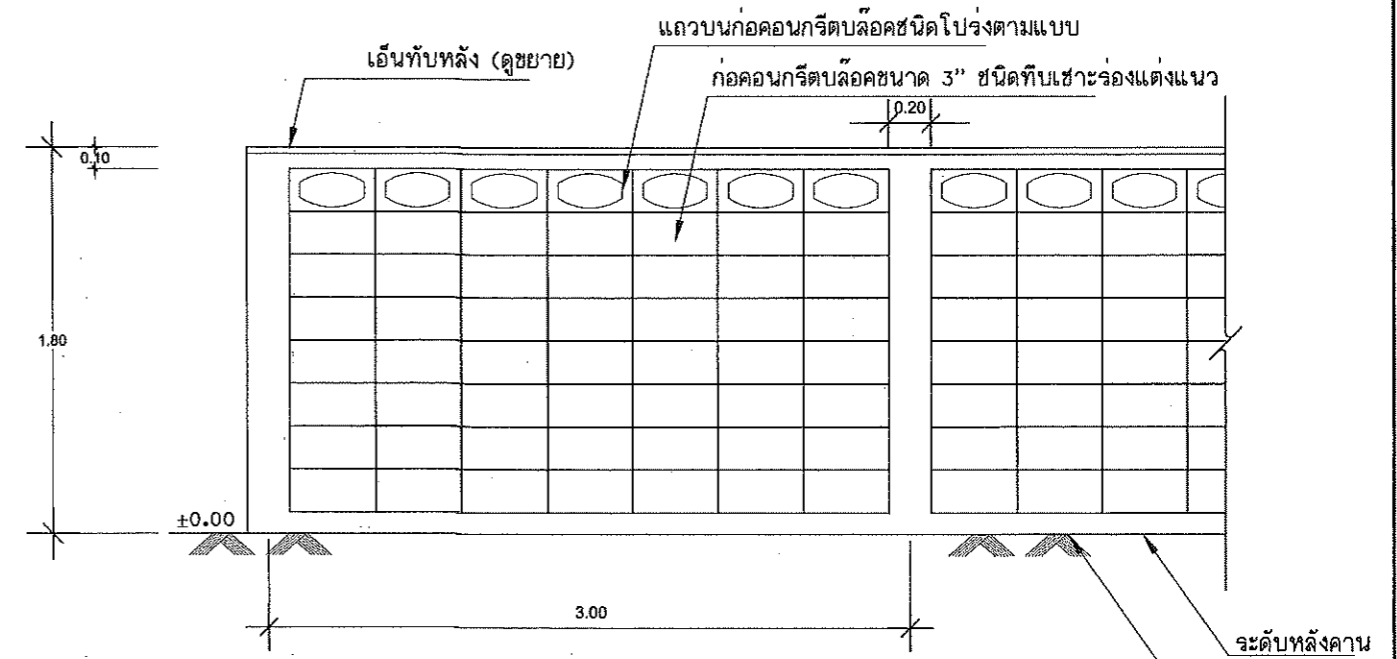 แถวบนก่อคอนกรีตบล๊อคชนิดโปร่งตามแบบ
เอ็นทับหลัง (ดูขยาย)
ก่อคอนกรีตบล๊อคขนาด 3" ชนิดทึบเซาะร่องแต่งแนว
0.20
0.10
1.80
±0.00
3.00
ระดับหลังคาน